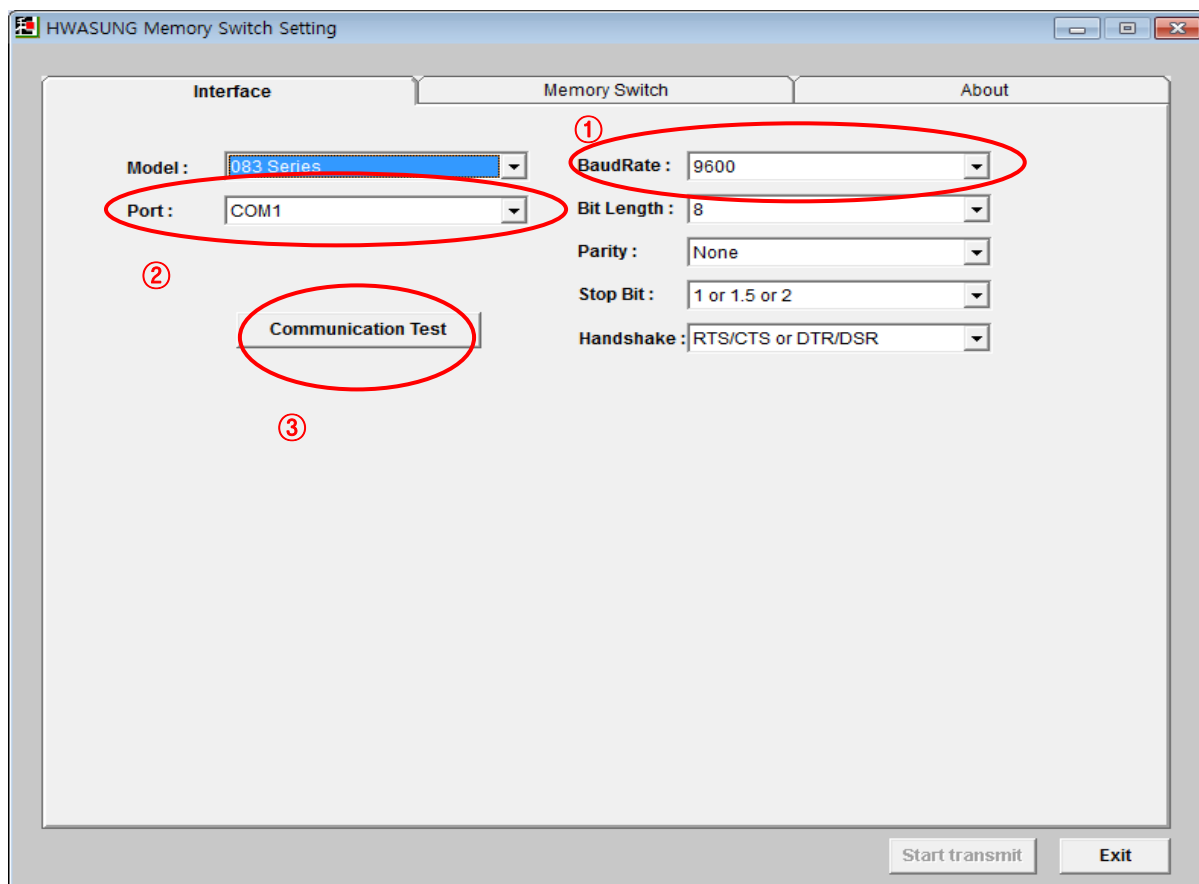 HWASUNG Memory Switch Setting
Interface
Memory Switch
About
①
Model :
083 Series
BaudRate :
9600
Port :
COM1
Bit Length :
8
②
Parity :
None
Stop Bit :
1 or 1.5 or 2
Communication Test
Handshake :
RTS/CTS or DTR/DSR
③
Start transmit
Exit